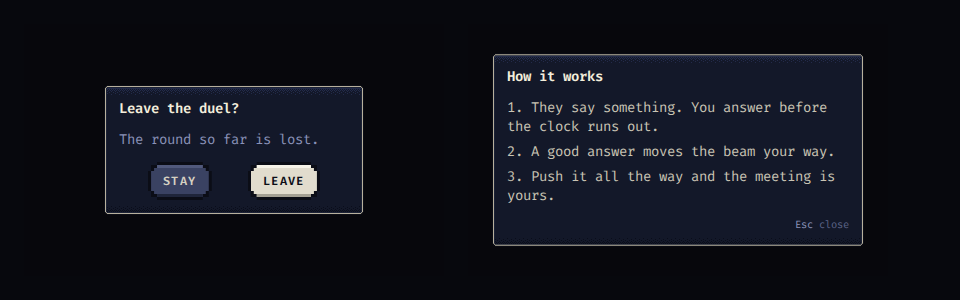 Leave the duel?
The round so far is lost.
STAY
LEAVE
How it works
1. They say something. You answer before
the clock runs out.
2. A good answer moves the beam your way.
3. Push it all the way and the meeting is
yours.
Esc close